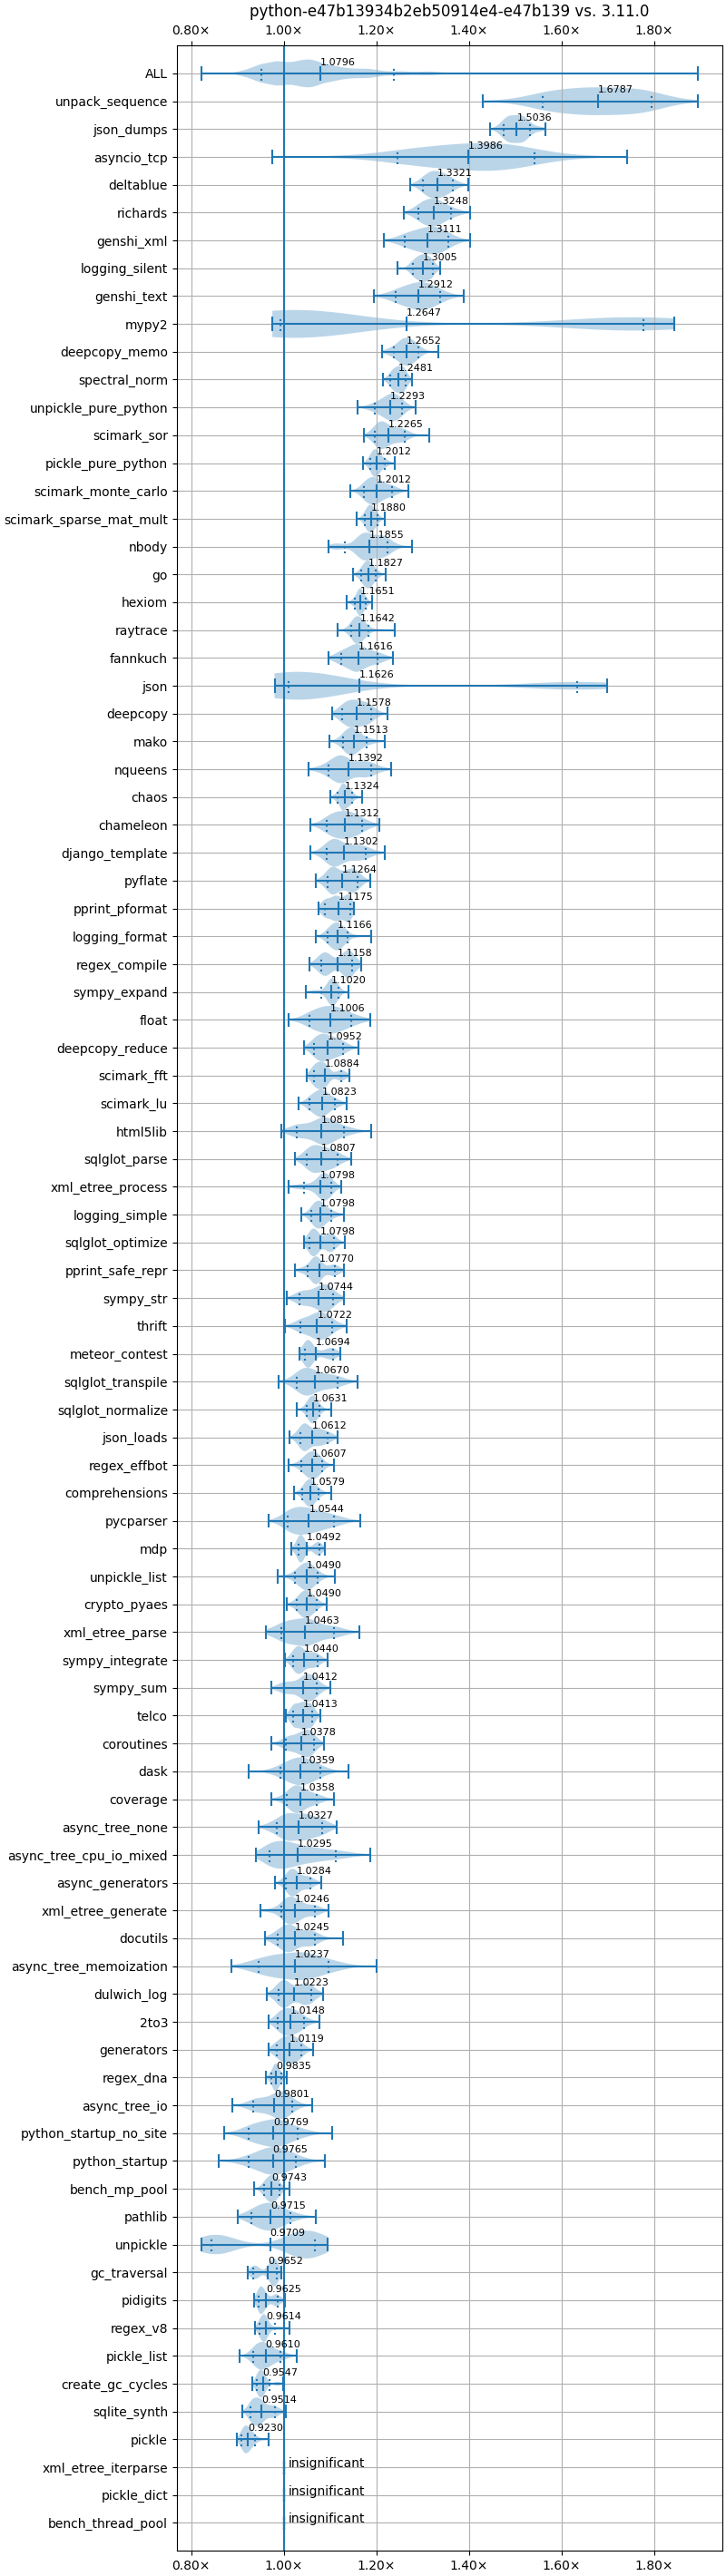 python-e47b13934b2eb50914e4-e47b139 vs. 3.11.0
0.80× 1.00× 1.20× 1.40× 1.60× 1.80×
ALL 1.0796
unpack_sequence 1.6787
json_dumps 1.5036
asyncio_tcp 1.3986
deltablue 1.3321
richards 1.3248
genshi_xml 1.3111
logging_silent 1.3005
genshi_text 1.2912
mypy2 1.2647
deepcopy_memo 1.2652
spectral_norm 1.2481
unpickle_pure_python 1.2293
scimark_sor 1.2265
pickle_pure_python 1.2012
scimark_monte_carlo 1.2012
scimark_sparse_mat_mult 1.1880
nbody 1.1855
go 1.1827
hexiom 1.1651
raytrace 1.1642
fannkuch 1.1616
json 1.1626
deepcopy 1.1578
mako 1.1513
nqueens 1.1392
chaos 1.1324
chameleon 1.1312
django_template 1.1302
pyflate 1.1264
pprint_pformat 1.1175
logging_format 1.1166
regex_compile 1.1158
sympy_expand 1.1020
float 1.1006
deepcopy_reduce 1.0952
scimark_fft 1.0884
scimark_lu 1.0823
html5lib 1.0815
sqlglot_parse 1.0807
xml_etree_process 1.0798
logging_simple 1.0798
sqlglot_optimize 1.0798
pprint_safe_repr 1.0770
sympy_str 1.0744
thrift 1.0722
meteor_contest 1.0694
sqlglot_transpile 1.0670
sqlglot_normalize 1.0631
json_loads 1.0612
regex_effbot 1.0607
comprehensions 1.0579
pycparser 1.0544
mdp 1.0492
unpickle_list 1.0490
crypto_pyaes 1.0490
xml_etree_parse 1.0463
sympy_integrate 1.0440
sympy_sum 1.0412
telco 1.0413
coroutines 1.0378
dask 1.0359
coverage 1.0358
async_tree_none 1.0327
async_tree_cpu_io_mixed 1.0295
async_generators 1.0284
xml_etree_generate 1.0246
docutils 1.0245
async_tree_memoization 1.0237
dulwich_log 1.0223
2to3 1.0148
generators 1.0119
regex_dna 0.9835
async_tree_io 0.9801
python_startup_no_site 0.9769
python_startup 0.9765
bench_mp_pool 0.9743
pathlib 0.9715
unpickle 0.9709
gc_traversal 0.9652
pidigits 0.9625
regex_v8 0.9614
pickle_list 0.9610
create_gc_cycles 0.9547
sqlite_synth 0.9514
pickle 0.9230
xml_etree_iterparse insignificant
pickle_dict insignificant
bench_thread_pool insignificant
0.80× 1.00× 1.20× 1.40× 1.60× 1.80×